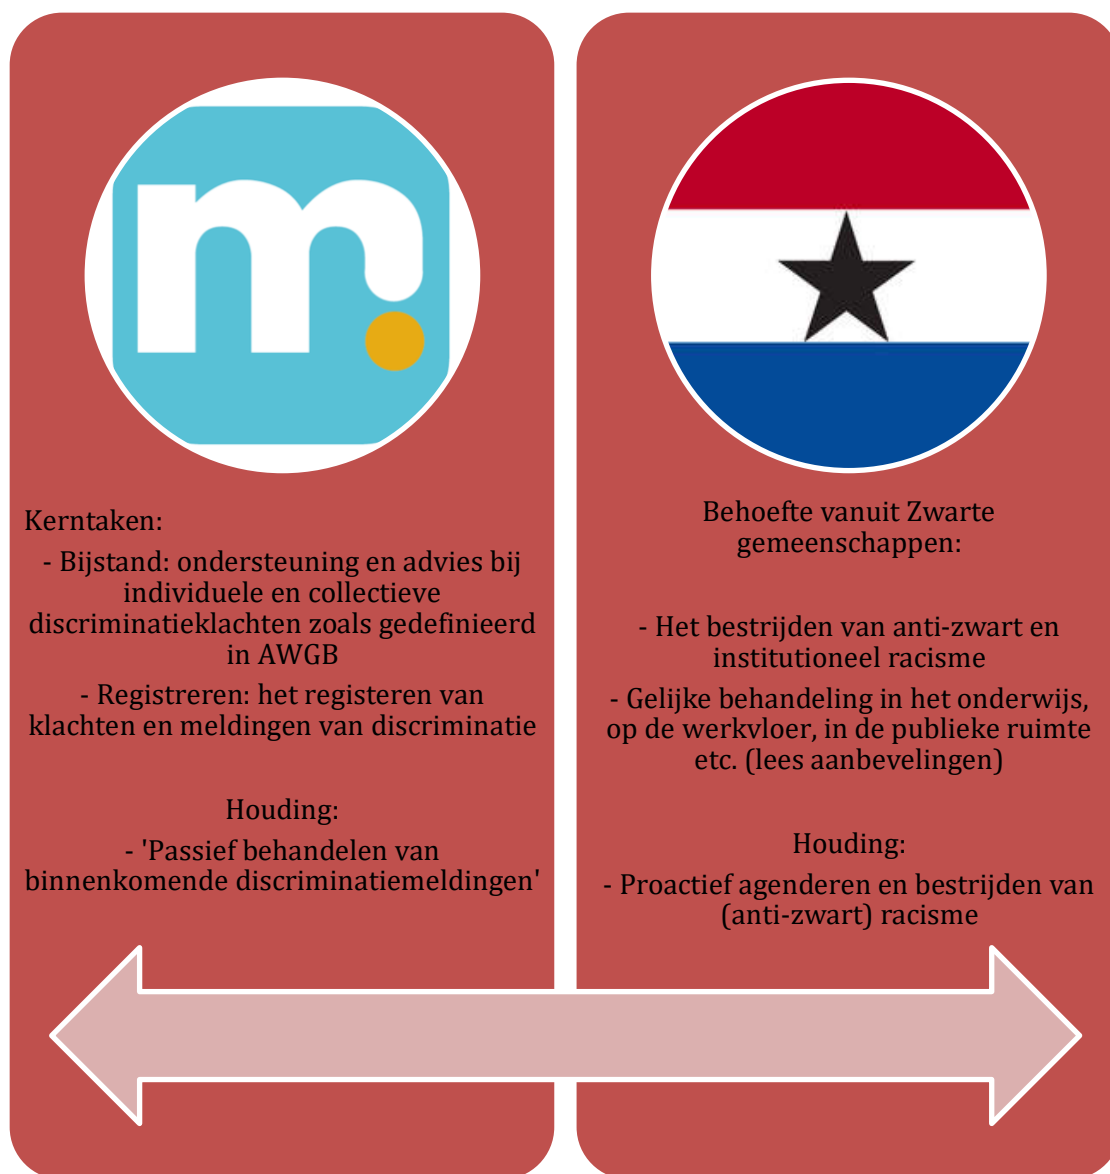 m.
Kerntaken:
- Bijstand: ondersteuning en advies bij
individuele en collectieve
discriminatieklachten zoals gedefinieerd
in AWGB
- Registreren: het registeren van
klachten en meldingen van discriminatie
Houding:
- 'Passief behandelen van
binnenkomende discriminatiemeldingen'
Behoefte vanuit Zwarte
gemeenschappen:
- Het bestrijden van anti-zwart en
institutioneel racisme
- Gelijke behandeling in het onderwijs,
op de werkvloer, in de publieke ruimte
etc. (lees aanbevelingen)
Houding:
- Proactief agenderen en bestrijden van
(anti-zwart) racisme